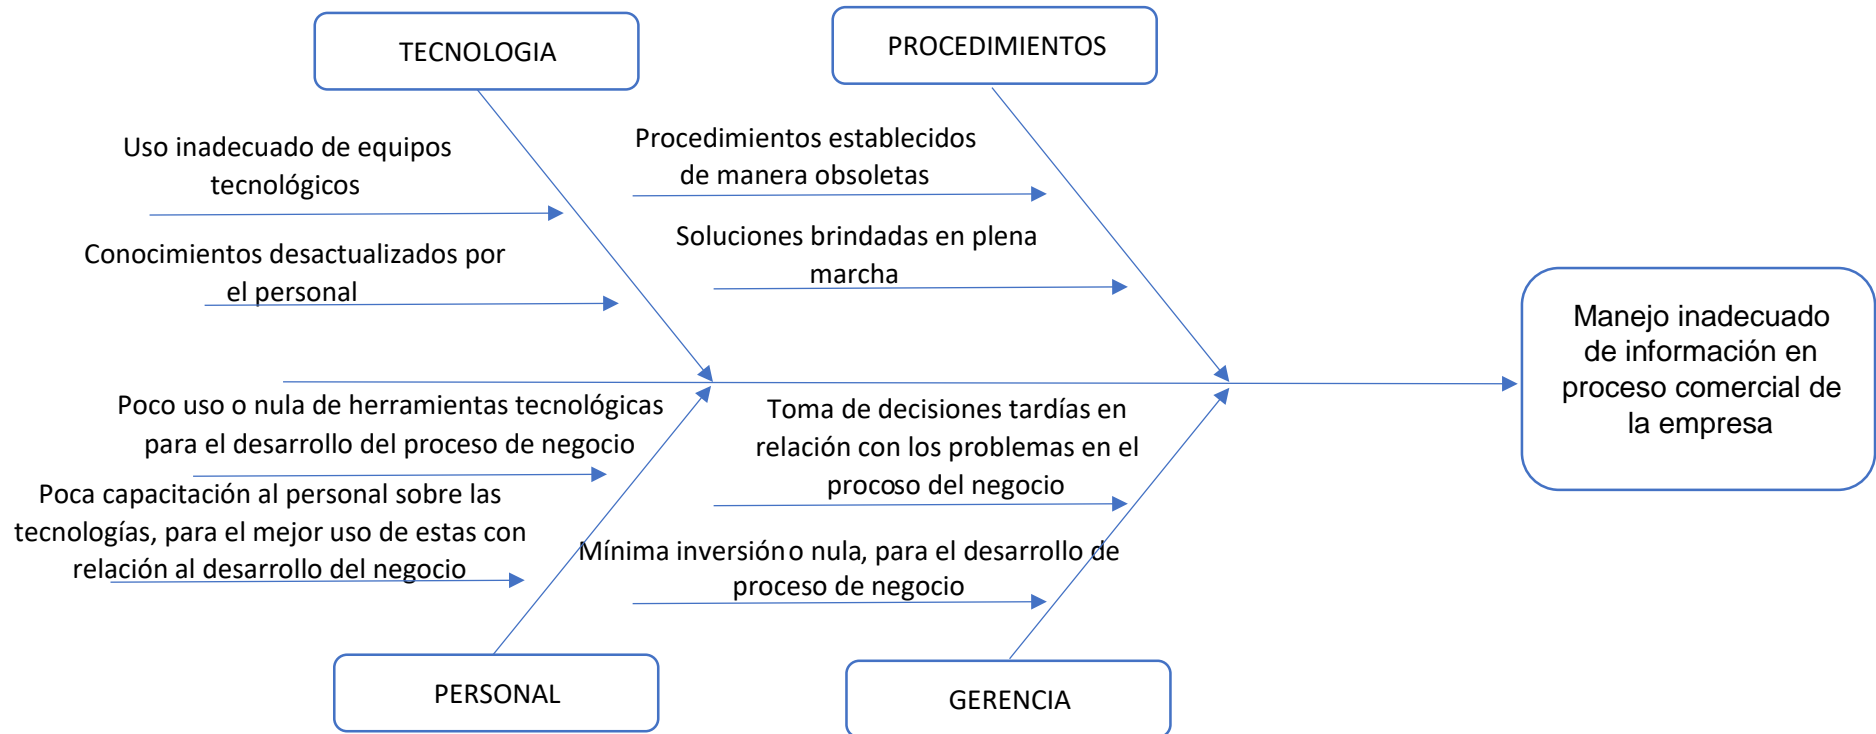 TECNOLOGIA
PROCEDIMIENTOS
Uso inadecuado de equipos
tecnológicos
Conocimientos desactualizados por
el personal
Procedimientos establecidos
de manera obsoletas
Soluciones brindadas en plena
marcha
Manejo inadecuado
de información en
proceso comercial de
la empresa
Poco uso o nula de herramientas tecnológicas
para el desarrollo del proceso de negocio
Poca capacitación al personal sobre las
tecnologías, para el mejor uso de estas con
relación al desarrollo del negocio
Toma de decisiones tardías en
relación con los problemas en el
procoso del negocio
Mínima inversión o nula, para el desarrollo de
proceso de negocio
PERSONAL
GERENCIA